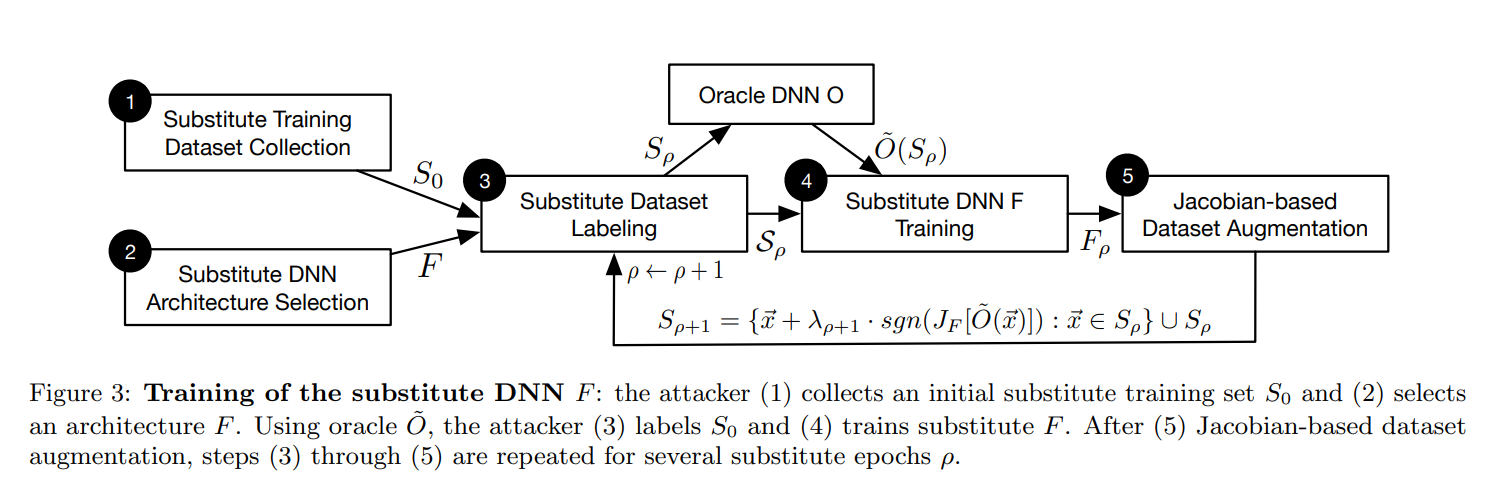 1
Substitute Training
Dataset Collection
2
Substitute DNN
Architecture Selection
S₀
F
3
Substitute Dataset
Labeling
S_ρ
Oracle DNN O
Õ(S_ρ)
𝒮_ρ
4
Substitute DNN F
Training
F_ρ
5
Jacobian-based
Dataset Augmentation
ρ ← ρ + 1
S_{ρ+1} = {x⃗ + λ_{ρ+1} · sgn(J_F[Õ(x⃗)]) : x⃗ ∈ S_ρ} ∪ S_ρ
Figure 3: Training of the substitute DNN F: the attacker (1) collects an initial substitute training set S₀ and (2) selects
an architecture F. Using oracle Õ, the attacker (3) labels S₀ and (4) trains substitute F. After (5) Jacobian-based dataset
augmentation, steps (3) through (5) are repeated for several substitute epochs ρ.